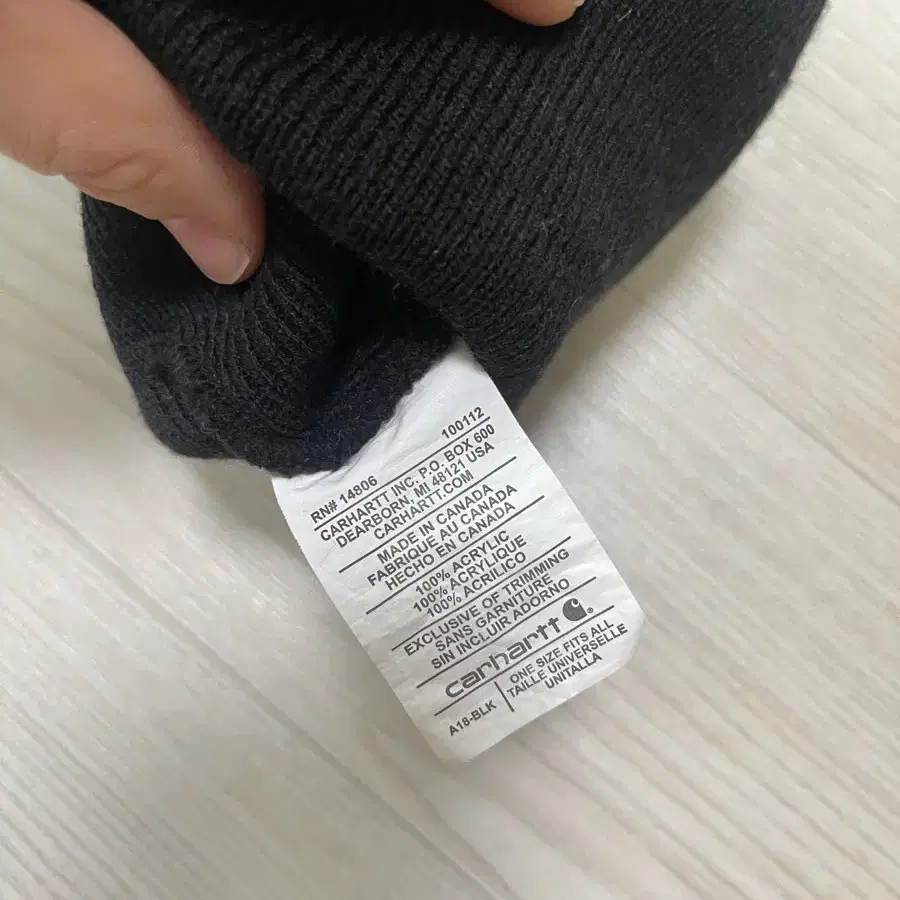 RN# 14806 100112
CARHARTT INC. P.O. BOX 600
DEARBORN, MI 48121 USA
CARHARTT.COM
MADE IN CANADA
FABRIQUE AU CANADA
HECHO EN CANADA
100% ACRYLIC
100% ACRYLIQUE
100% ACRILICO
EXCLUSIVE OF TRIMMING
SANS GARNITURE
SIN INCLUIR ADORNO
carhartt ®
A18-BLK
ONE SIZE FITS ALL
TAILLE UNIVERSELLE
UNITALLA